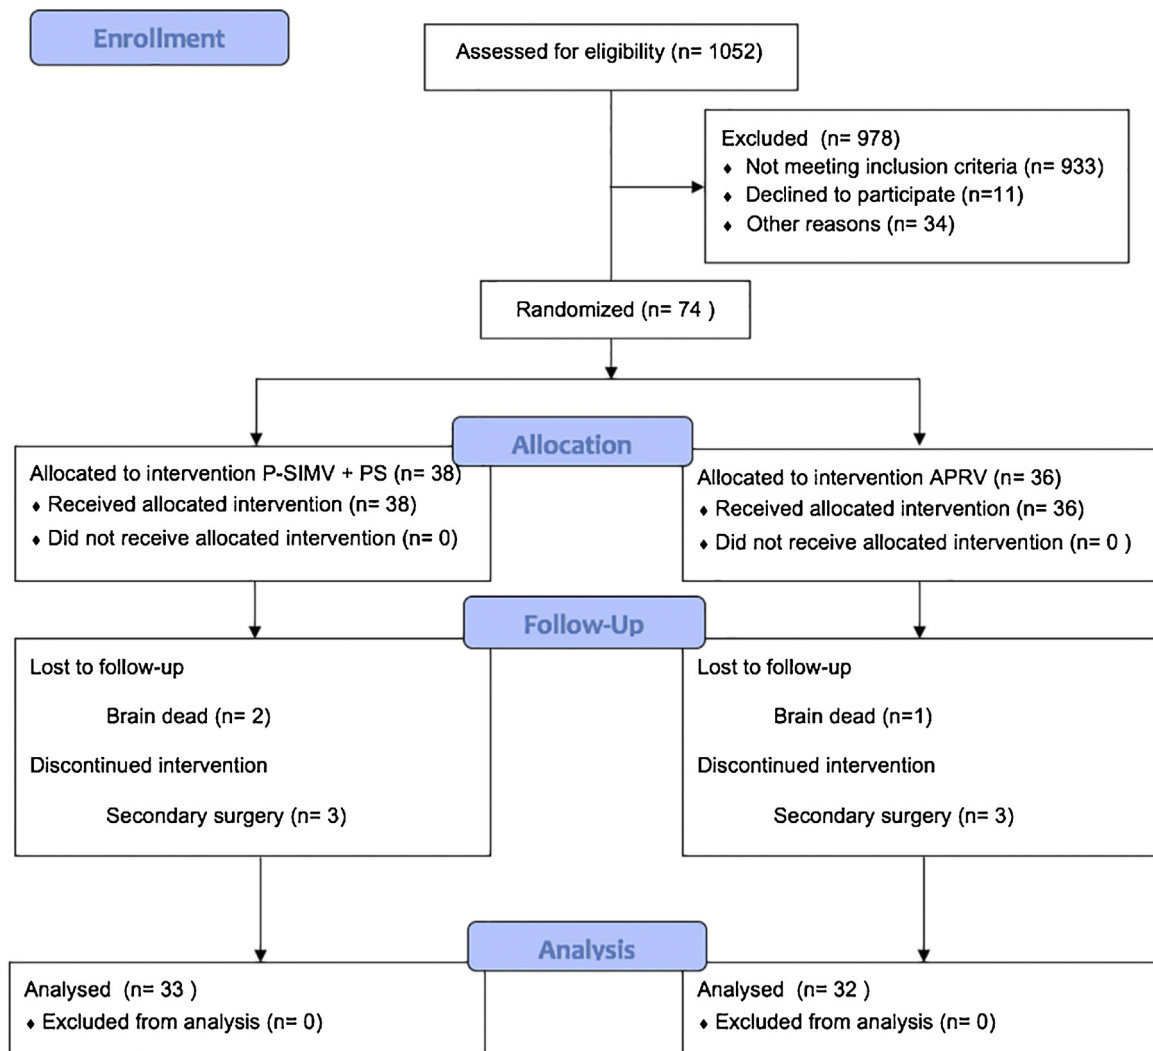 Enrollment
Assessed for eligibility (n= 1052)
Excluded (n= 978)
♦ Not meeting inclusion criteria (n= 933)
♦ Declined to participate (n=11)
♦ Other reasons (n= 34)
Randomized (n= 74 )
Allocation
Allocated to intervention P-SIMV + PS (n= 38)
♦ Received allocated intervention (n= 38)
♦ Did not receive allocated intervention (n= 0)
Allocated to intervention APRV (n= 36)
♦ Received allocated intervention (n= 36)
♦ Did not receive allocated intervention (n= 0 )
Follow-Up
Lost to follow-up
Brain dead (n= 2)
Discontinued intervention
Secondary surgery (n= 3)
Lost to follow-up
Brain dead (n=1)
Discontinued intervention
Secondary surgery (n= 3)
Analysis
Analysed (n= 33 )
♦ Excluded from analysis (n= 0)
Analysed (n= 32 )
♦ Excluded from analysis (n= 0)